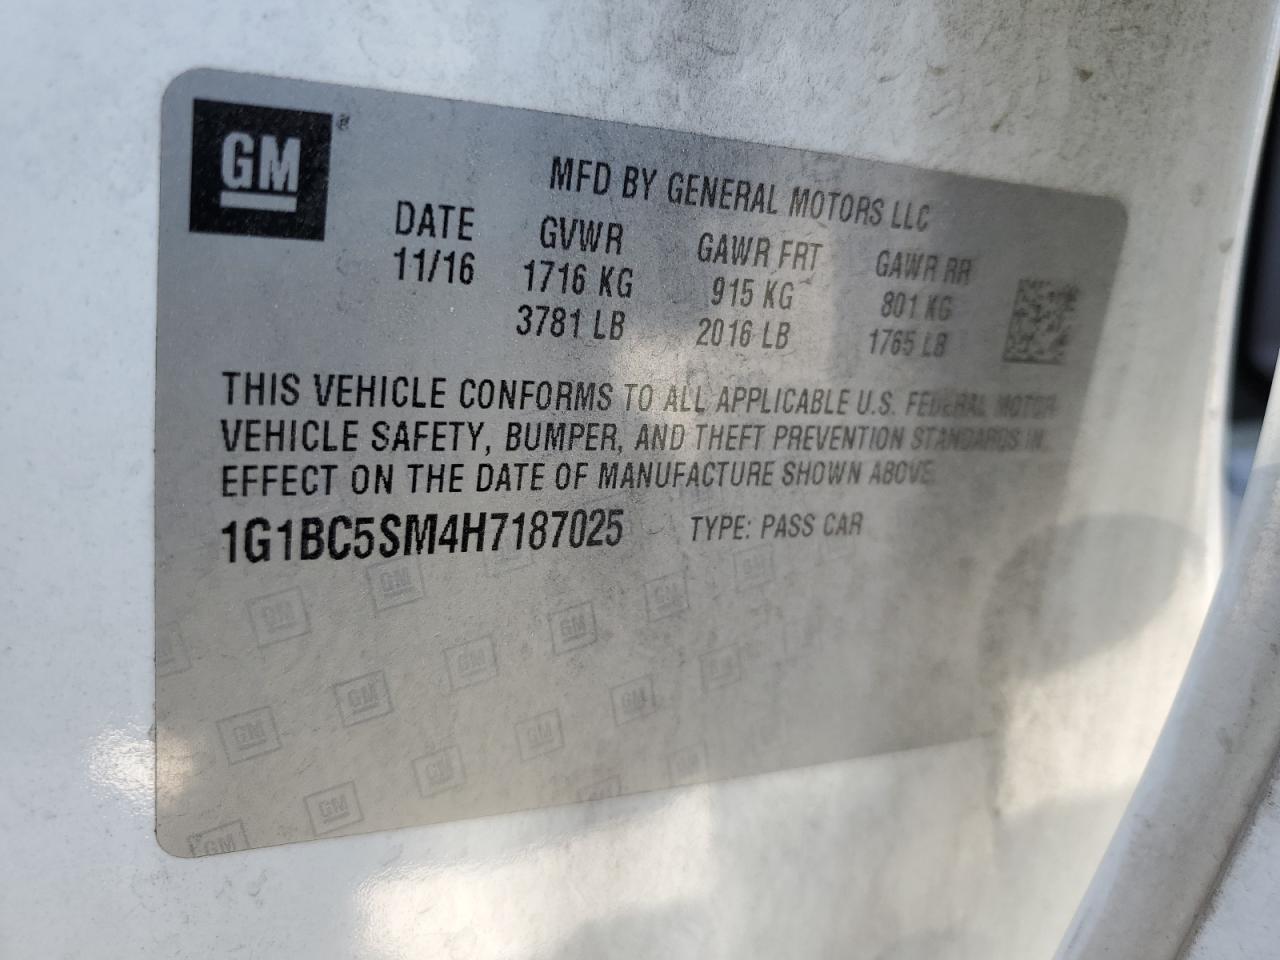 GM
MFD BY GENERAL MOTORS LLC
DATE GVWR GAWR FRT GAWR RR
11/16 1716 KG 915 KG 801 KG
3781 LB 2016 LB 1765 LB
THIS VEHICLE CONFORMS TO ALL APPLICABLE U.S. FEDERAL MOTOR
VEHICLE SAFETY, BUMPER, AND THEFT PREVENTION STANDARDS IN
EFFECT ON THE DATE OF MANUFACTURE SHOWN ABOVE.
1G1BC5SM4H7187025 TYPE: PASS CAR